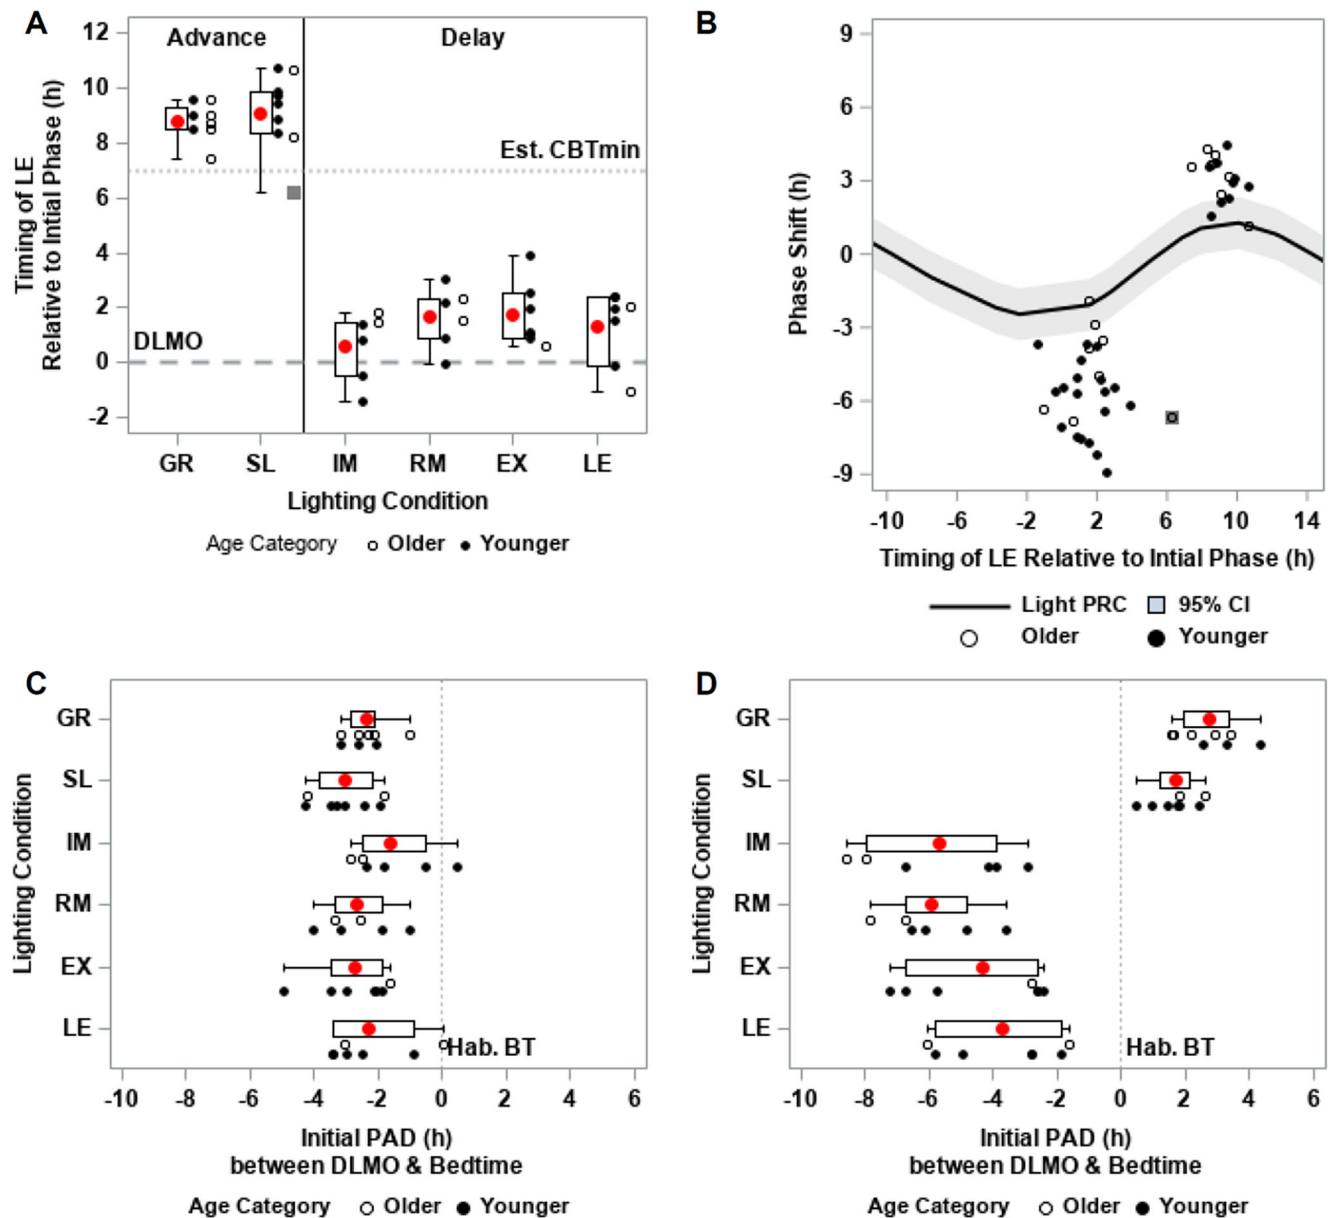 A
Advance
Delay
12
10
8
6
4
2
0
-2
Timing of LE
Relative to Intial Phase (h)
Est. CBTmin
DLMO
GR
SL
IM
RM
EX
LE
Lighting Condition
Age Category
Older
Younger
B
9
6
3
0
-3
-6
-9
Phase Shift (h)
-10
-6
-2
2
6
10
14
Timing of LE Relative to Intial Phase (h)
Light PRC
95% CI
Older
Younger
C
GR
SL
IM
RM
EX
LE
Lighting Condition
Hab. BT
-10
-8
-6
-4
-2
0
2
4
6
Initial PAD (h)
between DLMO & Bedtime
Age Category
Older
Younger
D
GR
SL
IM
RM
EX
LE
Lighting Condition
Hab. BT
-10
-8
-6
-4
-2
0
2
4
6
Initial PAD (h)
between DLMO & Bedtime
Age Category
Older
Younger